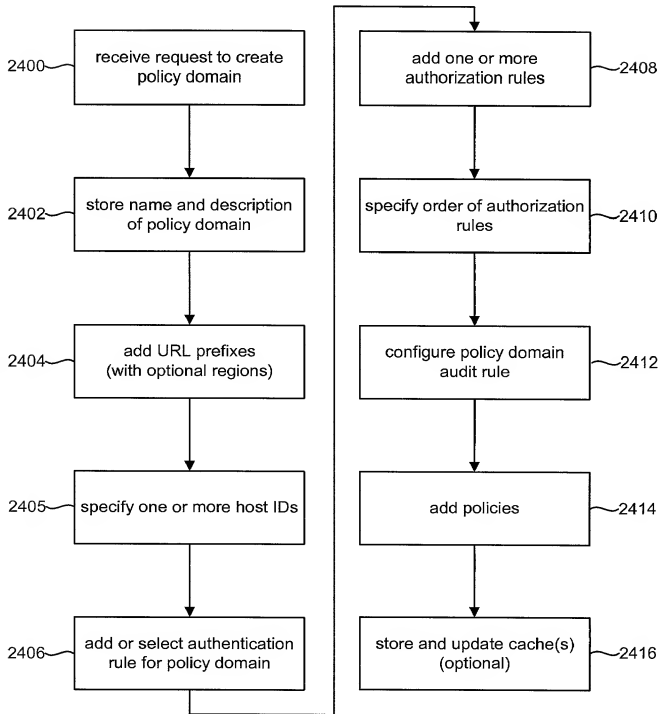 2400
receive request to create
policy domain
2402
store name and description
of policy domain
2404
add URL prefixes
(with optional regions)
2405
specify one or more host IDs
2406
add or select authentication
rule for policy domain
add one or more
authorization rules
2408
specify order of authorization
rules
2410
configure policy domain
audit rule
2412
add policies
2414
store and update cache(s)
(optional)
2416